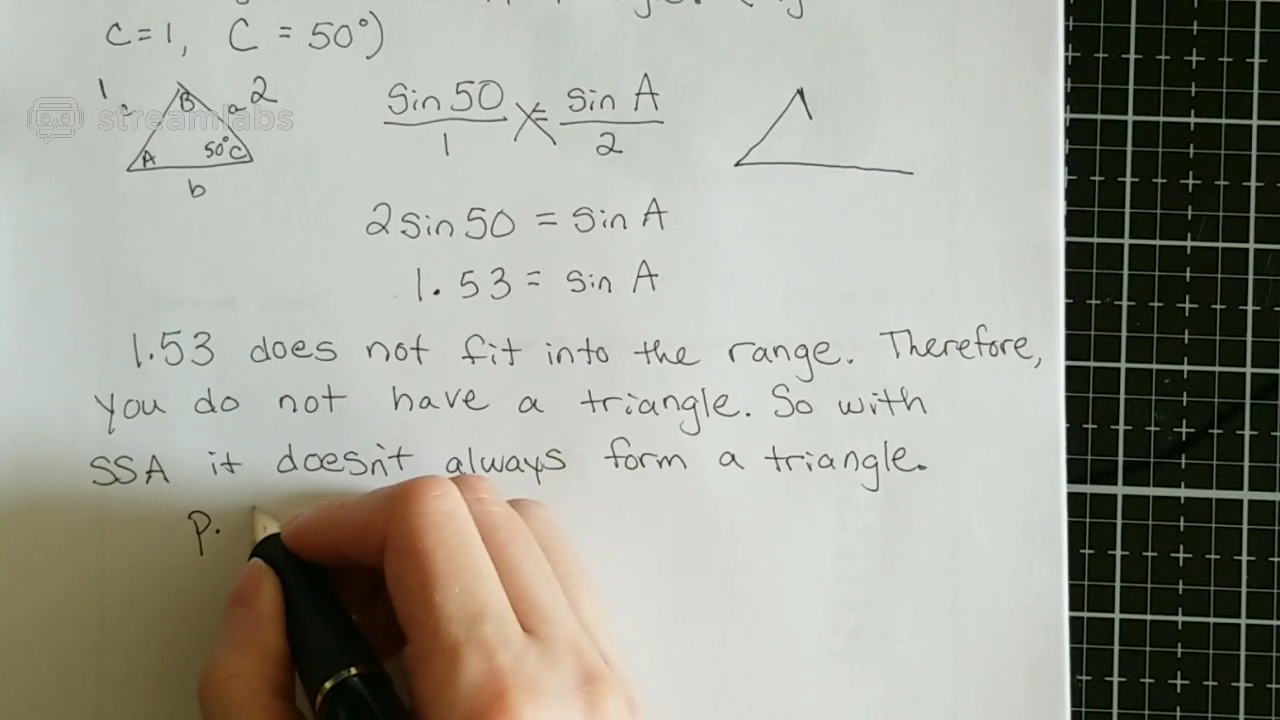 C=1, C = 50°)
1 c B a 2
A 50° C
b
sin 50 / 1 = sin A / 2
2 sin 50 = sin A
1.53 = sin A
1.53 does not fit into the range. Therefore,
you do not have a triangle. So with
SSA it doesn't always form a triangle.
p.
streamlabs